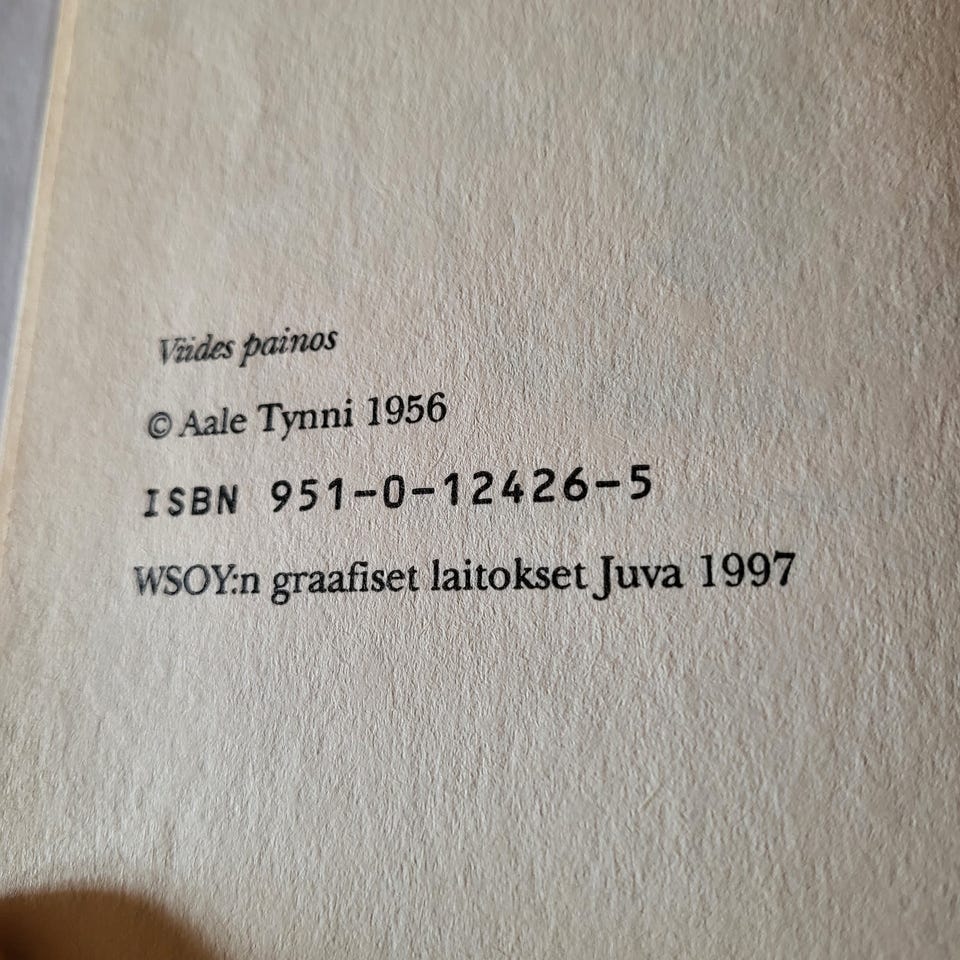 Viides painos
© Aale Tynni 1956
ISBN 951-0-12426-5
WSOY:n graafiset laitokset Juva 1997